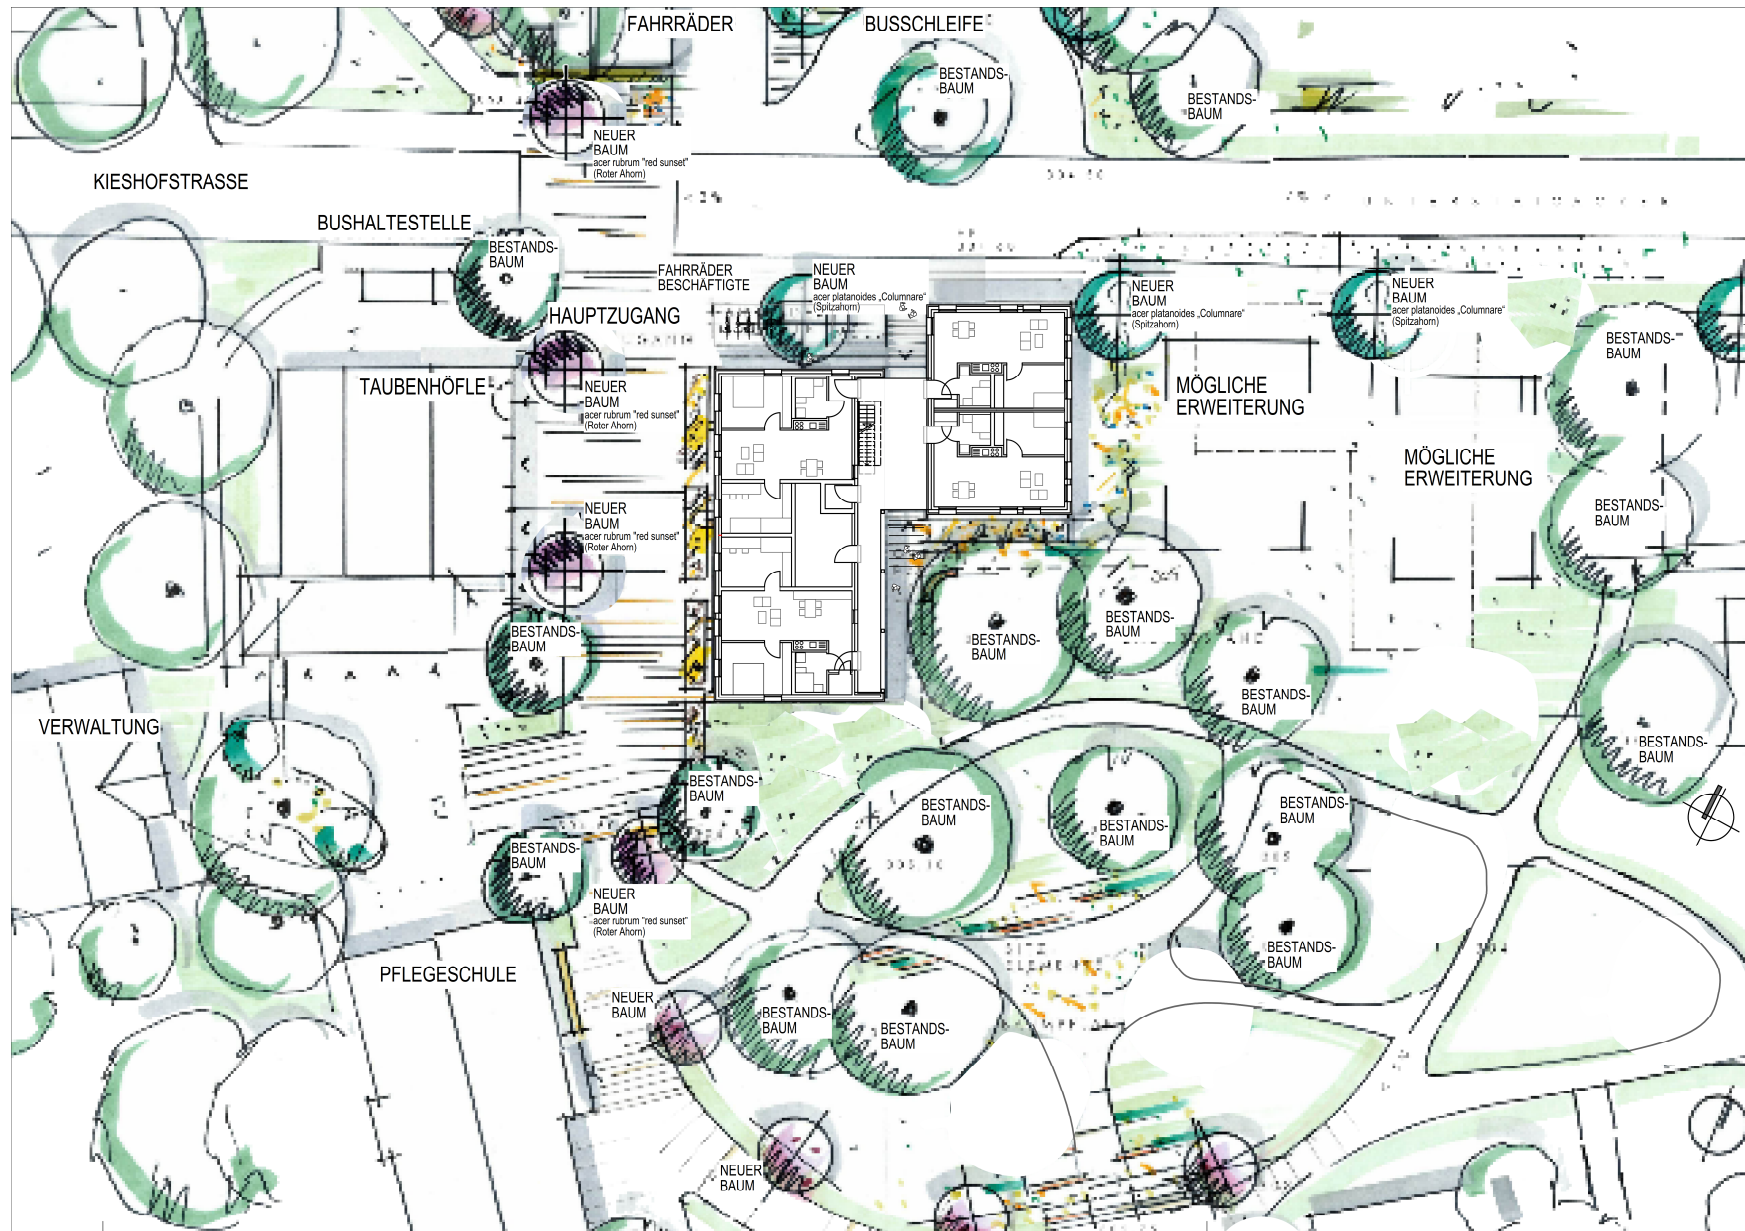 FAHRRÄDER
BUSSCHLEIFE
BESTANDS-
BAUM
BESTANDS-
BAUM
NEUER
BAUM
acer rubrum "red sunset"
(Roter Ahorn)
KIESHOFSTRASSE
BUSHALTESTELLE
BESTANDS-
BAUM
FAHRRÄDER
BESCHÄFTIGTE
NEUER
BAUM
acer platanoides „Columnare“
(Spitzahorn)
NEUER
BAUM
acer platanoides „Columnare“
(Spitzahorn)
NEUER
BAUM
acer platanoides „Columnare“
(Spitzahorn)
HAUPTZUGANG
BESTANDS-
BAUM
TAUBENHÖFLE
NEUER
BAUM
acer rubrum "red sunset"
(Roter Ahorn)
MÖGLICHE
ERWEITERUNG
MÖGLICHE
ERWEITERUNG
NEUER
BAUM
acer rubrum "red sunset"
(Roter Ahorn)
BESTANDS-
BAUM
BESTANDS-
BAUM
BESTANDS-
BAUM
BESTANDS-
BAUM
BESTANDS-
BAUM
VERWALTUNG
BESTANDS-
BAUM
BESTANDS-
BAUM
BESTANDS-
BAUM
BESTANDS-
BAUM
BESTANDS-
BAUM
BESTANDS-
BAUM
NEUER
BAUM
acer rubrum "red sunset"
(Roter Ahorn)
BESTANDS-
BAUM
PFLEGESCHULE
NEUER
BAUM
BESTANDS-
BAUM
BESTANDS-
BAUM
NEUER
BAUM